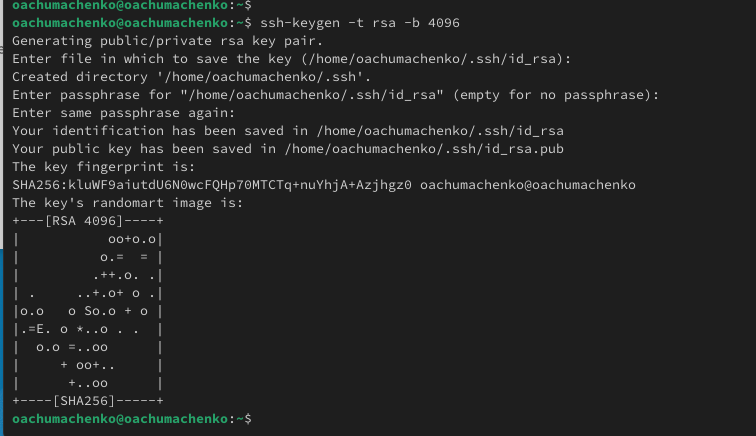 oachumachenko@oachumachenko:~$
oachumachenko@oachumachenko:~$ ssh-keygen -t rsa -b 4096
Generating public/private rsa key pair.
Enter file in which to save the key (/home/oachumachenko/.ssh/id_rsa):
Created directory '/home/oachumachenko/.ssh'.
Enter passphrase for "/home/oachumachenko/.ssh/id_rsa" (empty for no passphrase):
Enter same passphrase again:
Your identification has been saved in /home/oachumachenko/.ssh/id_rsa
Your public key has been saved in /home/oachumachenko/.ssh/id_rsa.pub
The key fingerprint is:
SHA256:kluWF9aiutdU6N0wcFQHp70MTCTq+nuYhjA+Azjhgz0 oachumachenko@oachumachenko
The key's randomart image is:
+---[RSA 4096]----+
|           oo+o.o|
|          o.=  = |
|         .++.o. .|
| .     ..+.o+ o .|
|o.o   o So.o + o |
|.=E. o *..o . .  |
|  o.o =..oo      |
|     + oo+..     |
|      +..oo      |
+----[SHA256]-----+
oachumachenko@oachumachenko:~$